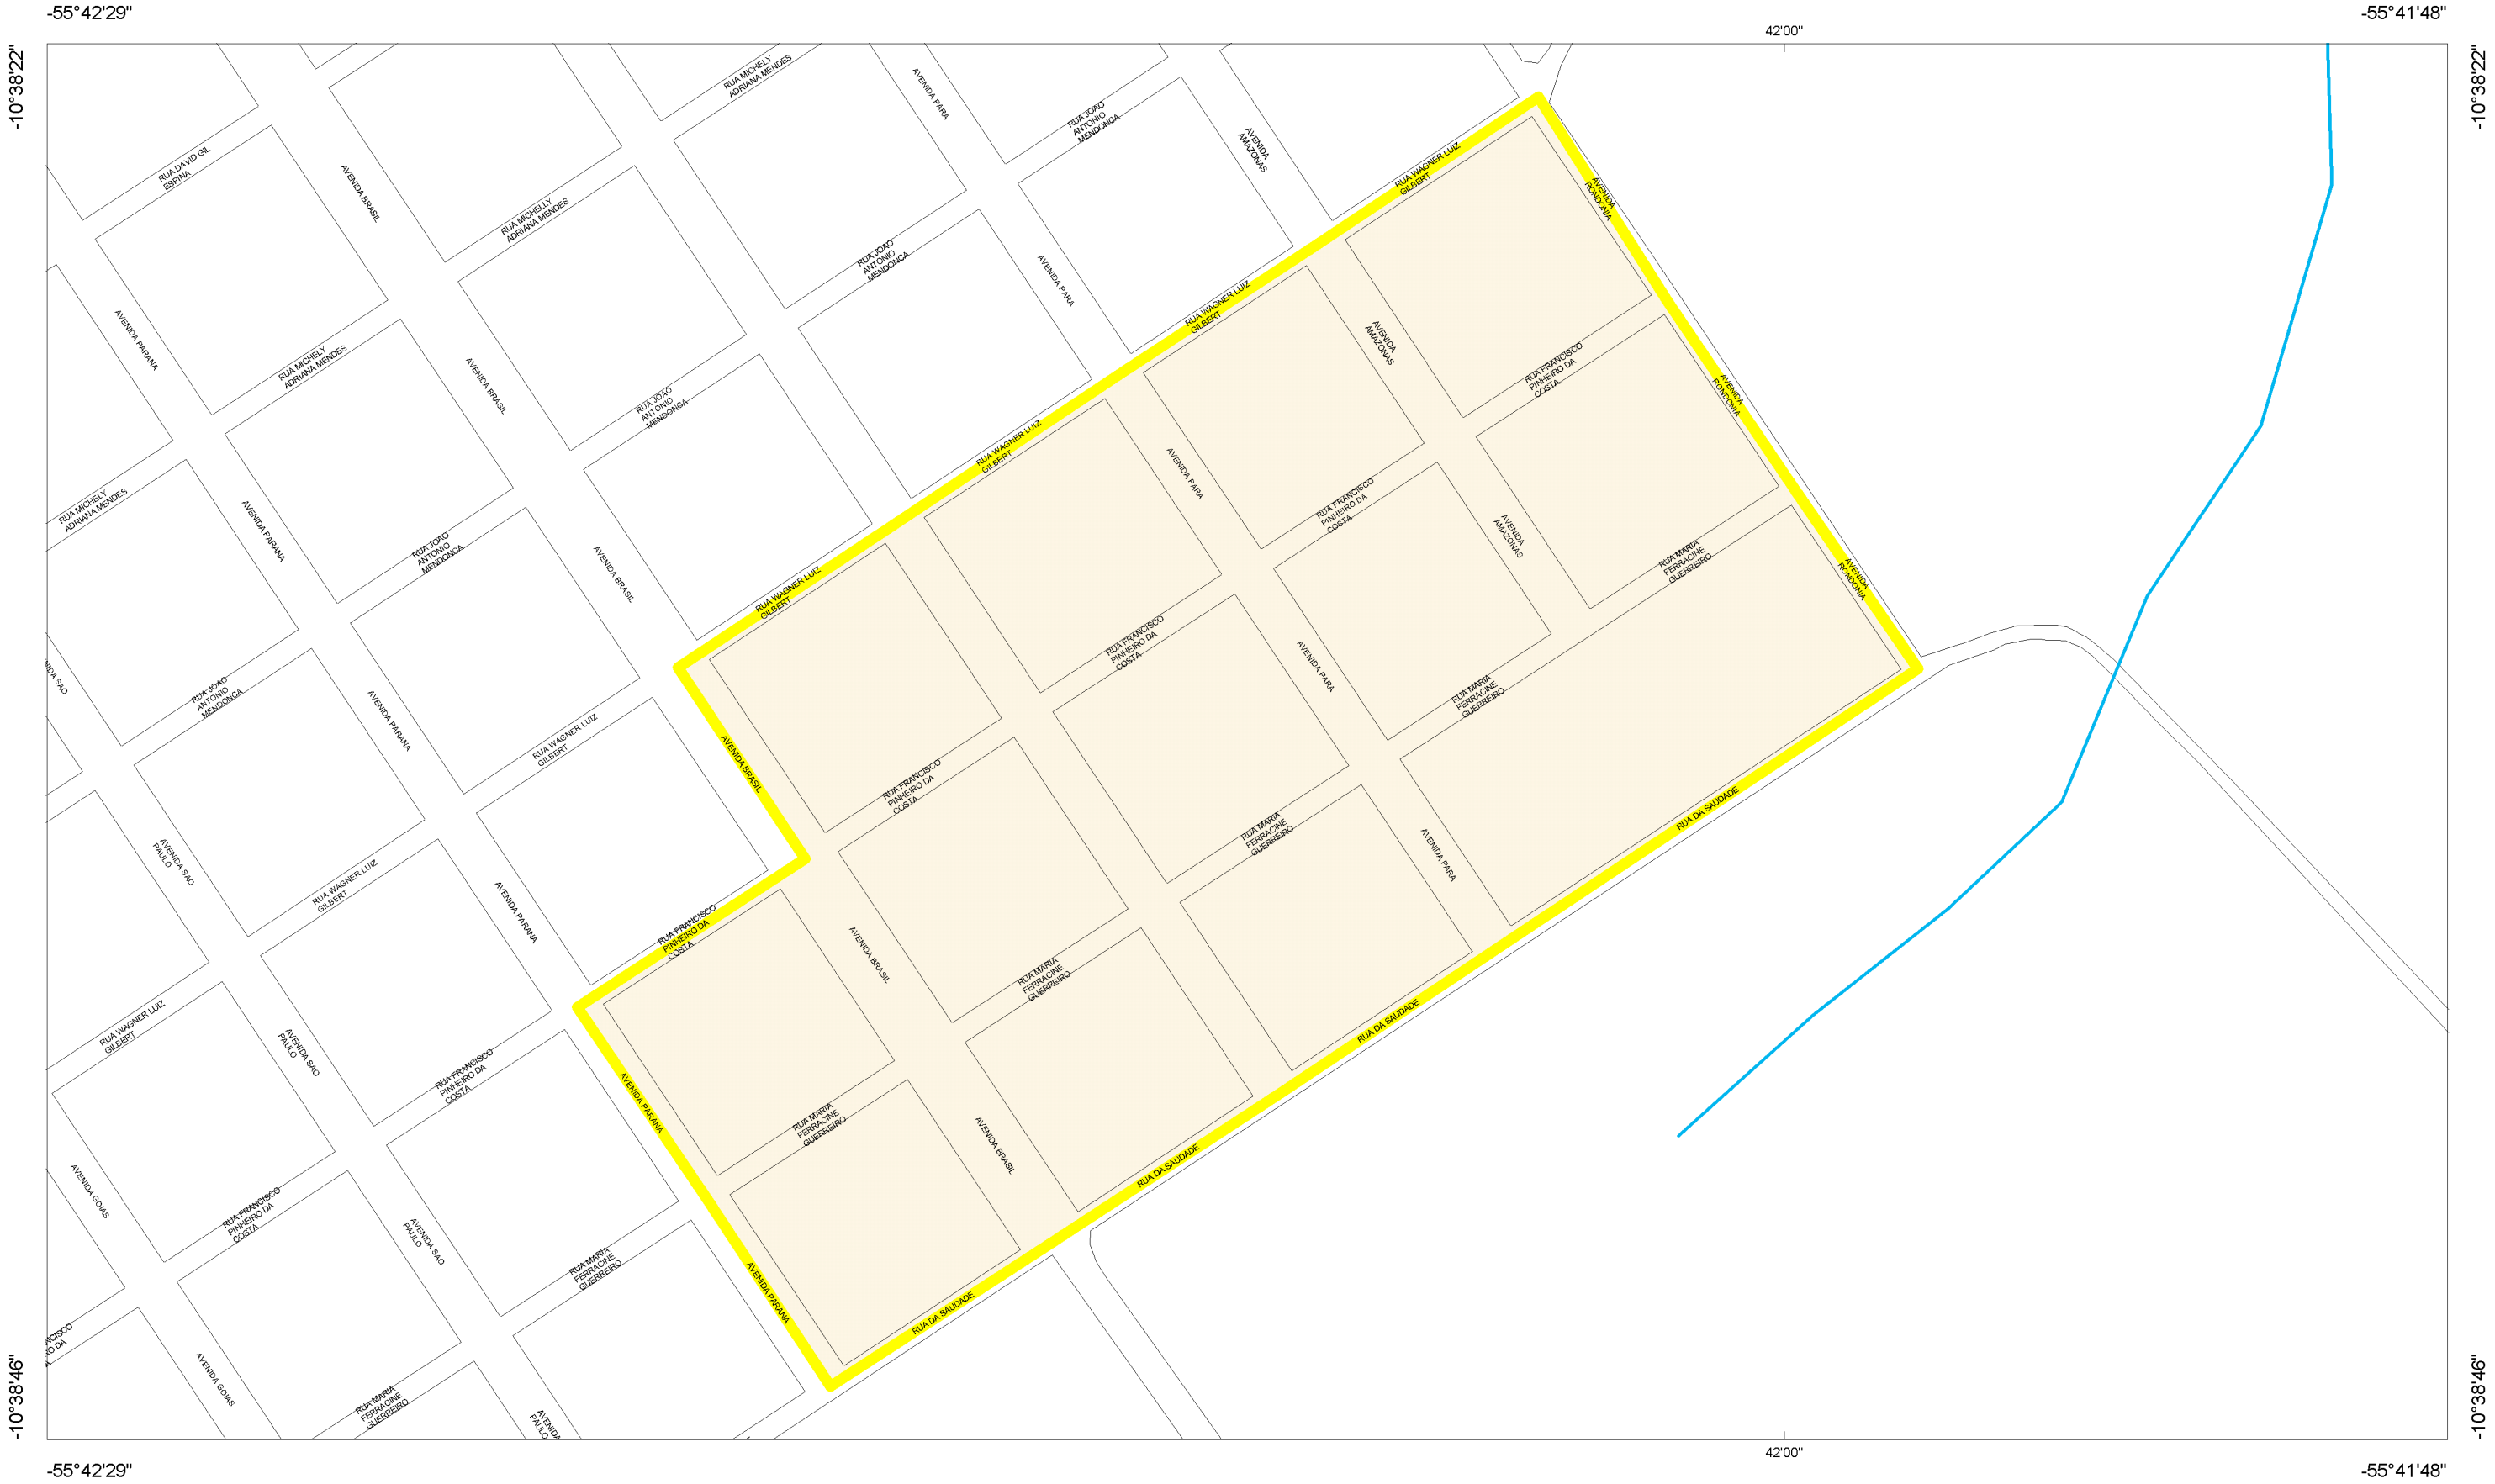 -55°42'29"
-55°41'48"
42'00"
-10°38'22"
-10°38'22"
RUA MICHELY
ADRIANA MENDES
AVENIDA PARA
RUA JOAO
ANTONIO
MENDONCA
AVENIDA
AMAZONAS
RUA WAGNER LUIZ
GILBERT
AVENIDA
RONDONIA
RUA DAVID GIL
ESPINA
AVENIDA BRASIL
RUA MICHELLY
ADRIANA MENDES
RUA JOAO
ANTONIO
MENDONCA
AVENIDA PARA
RUA WAGNER LUIZ
GILBERT
AVENIDA
AMAZONAS
RUA FRANCISCO
PINHEIRO DA
COSTA
AVENIDA
RONDONIA
AVENIDA PARANA
RUA MICHELY
ADRIANA MENDES
AVENIDA BRASIL
RUA JOAO
ANTONIO
MENDONCA
RUA WAGNER LUIZ
GILBERT
AVENIDA PARA
RUA FRANCISCO
PINHEIRO DA
COSTA
AVENIDA
AMAZONAS
RUA MARIA
FERRACINE
GUERREIRO
AVENIDA
RONDONIA
RUA MICHELY
ADRIANA MENDES
AVENIDA PARANA
RUA JOAO
ANTONIO
MENDONCA
AVENIDA BRASIL
RUA WAGNER LUIZ
GILBERT
RUA FRANCISCO
PINHEIRO DA
COSTA
AVENIDA PARA
RUA MARIA
FERRACINE
GUERREIRO
NIDA SAO
RUA JOAO
ANTONIO
MENDONCA
AVENIDA PARANA
RUA WAGNER LUIZ
GILBERT
AVENIDA BRASIL
RUA FRANCISCO
PINHEIRO DA
COSTA
RUA MARIA
FERRACINE
GUERREIRO
AVENIDA PARA
RUA DA SAUDADE
AVENIDA SAO
PAULO
RUA WAGNER LUIZ
GILBERT
AVENIDA PARANA
RUA FRANCISCO
PINHEIRO DA
COSTA
AVENIDA BRASIL
RUA MARIA
FERRACINE
GUERREIRO
RUA DA SAUDADE
RUA WAGNER LUIZ
GILBERT
AVENIDA SAO
PAULO
RUA FRANCISCO
PINHEIRO DA
COSTA
AVENIDA PARANA
RUA MARIA
FERRACINE
GUERREIRO
AVENIDA BRASIL
RUA DA SAUDADE
AVENIDA GOIAS
RUA FRANCISCO
PINHEIRO DA
COSTA
AVENIDA SAO
PAULO
RUA MARIA
FERRACINE
GUERREIRO
AVENIDA PARANA
RUA DA SAUDADE
NCISCO
RO DA
AVENIDA GOIAS
RUA MARIA
FERRACINE
GUERREIRO
AVENIDA
PAULO
-10°38'46"
-10°38'46"
42'00"
-55°42'29"
-55°41'48"